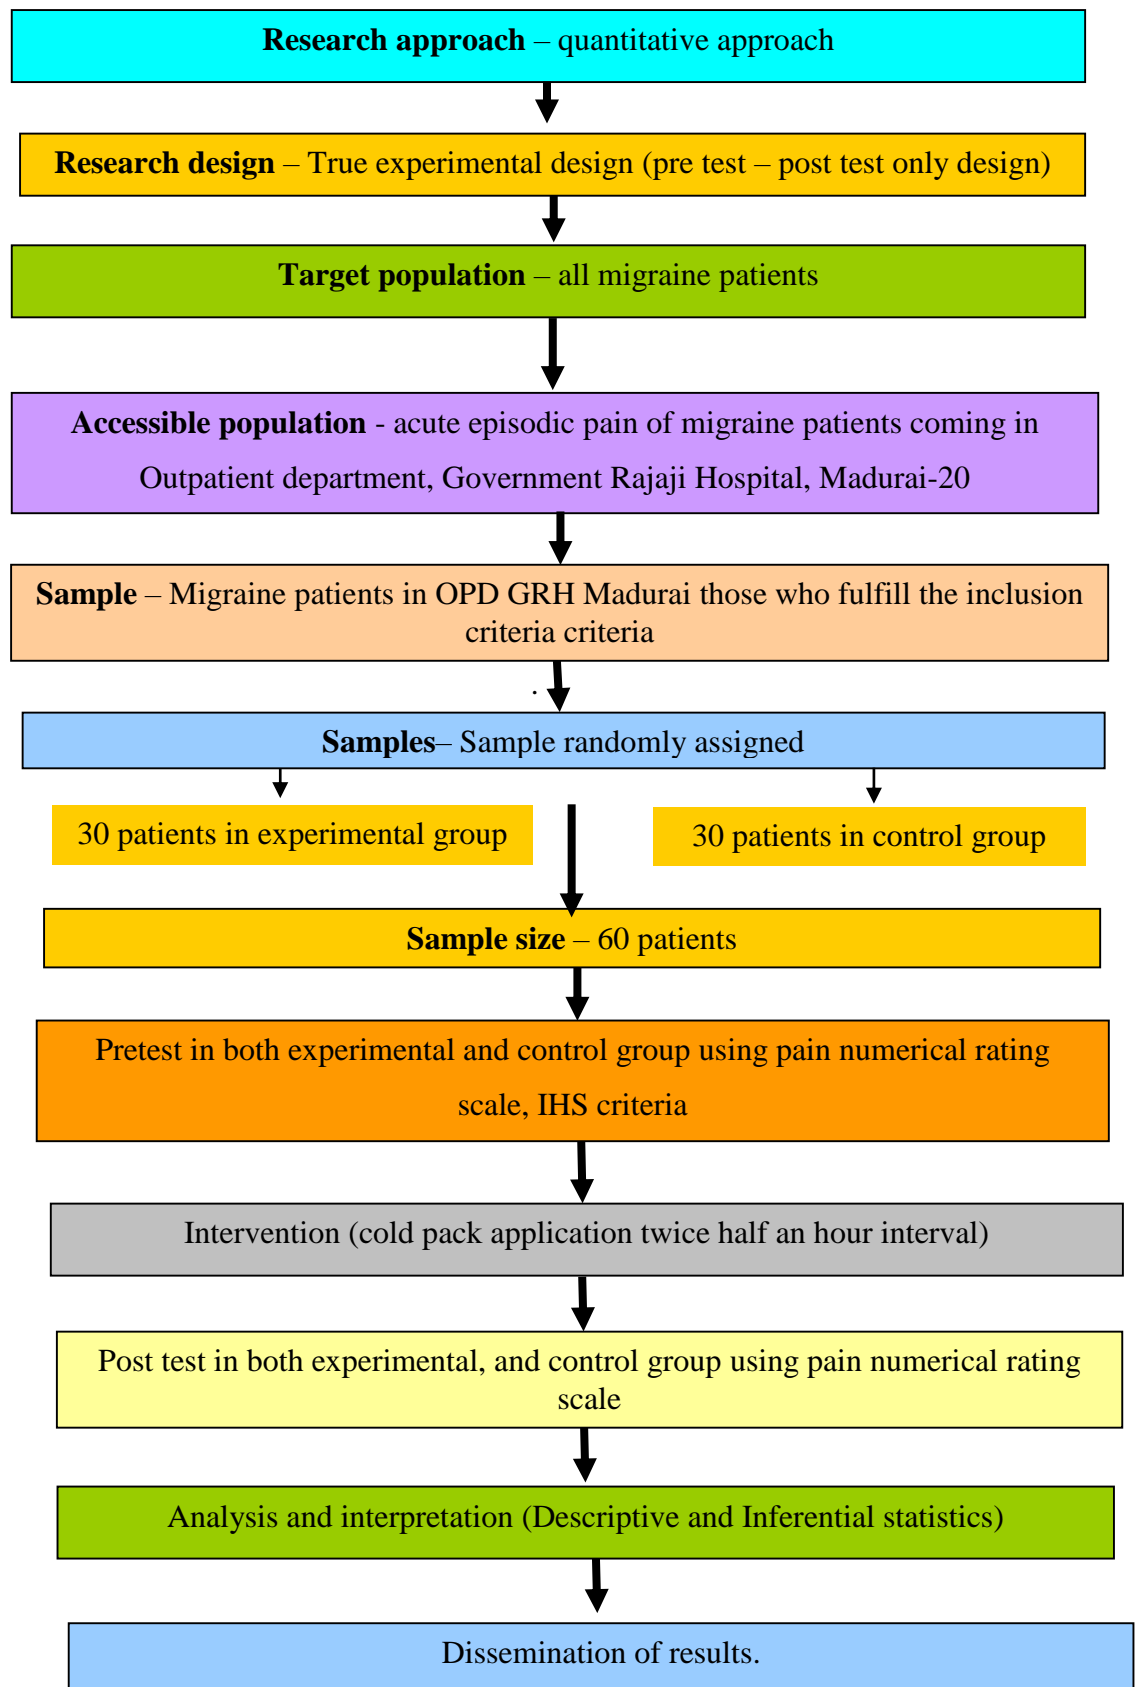 Research approach – quantitative approach
Research design – True experimental design (pre test – post test only design)
Target population – all migraine patients
Accessible population - acute episodic pain of migraine patients coming in
Outpatient department, Government Rajaji Hospital, Madurai-20
Sample – Migraine patients in OPD GRH Madurai those who fulfill the inclusion
criteria criteria
.
Samples– Sample randomly assigned
30 patients in experimental group
30 patients in control group
Sample size – 60 patients
Pretest in both experimental and control group using pain numerical rating
scale, IHS criteria
Intervention (cold pack application twice half an hour interval)
Post test in both experimental, and control group using pain numerical rating
scale
Analysis and interpretation (Descriptive and Inferential statistics)
Dissemination of results.